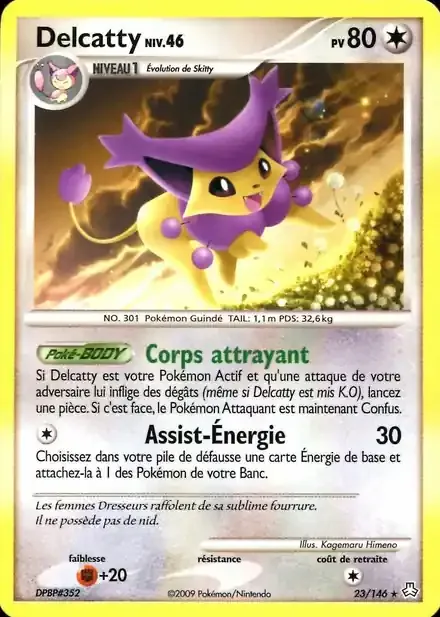 Delcatty NIV.46 PV 80
NIVEAU 1 Évolution de Skitty
NO. 301 Pokémon Guindé TAIL: 1,1 m PDS: 32,6 kg
Poké-BODY Corps attrayant
Si Delcatty est votre Pokémon Actif et qu'une attaque de votre
adversaire lui inflige des dégâts (même si Delcatty est mis K.O), lancez
une pièce. Si c'est face, le Pokémon Attaquant est maintenant Confus.
Assist-Énergie 30
Choisissez dans votre pile de défausse une carte Énergie de base et
attachez-la à 1 des Pokémon de votre Banc.
Les femmes Dresseurs raffolent de sa sublime fourrure.
Il ne possède pas de nid.
Illus. Kagemaru Himeno
faiblesse résistance coût de retraite
+20
DPBP#352 ©2009 Pokémon/Nintendo 23/146 ★